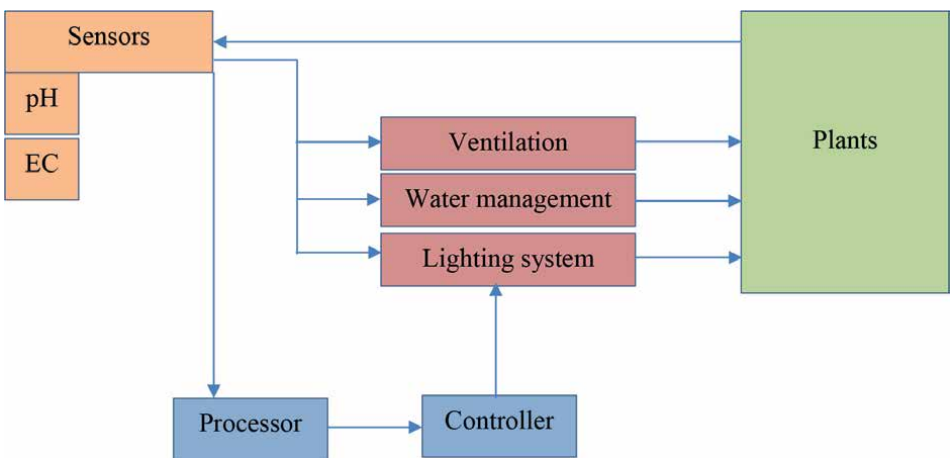 Sensors
pH
EC
Ventilation
Water management
Lighting system
Plants
Processor
Controller